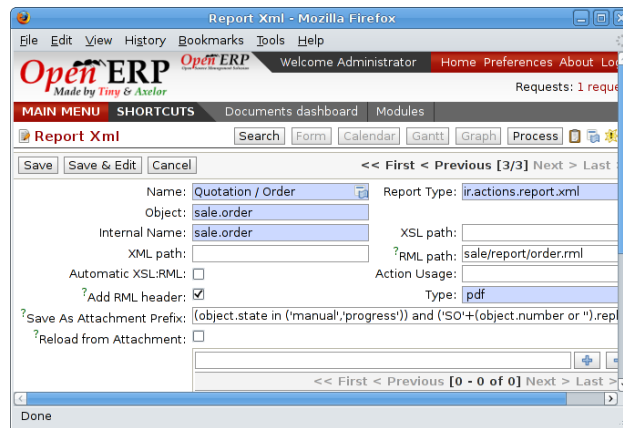 Report Xml - Mozilla Firefox
File Edit View History Bookmarks Tools Help
Open ERP
Made by Tiny & Axelor
Open ERP
Welcome Administrator Home Preferences About
Requests: 1
MAIN MENU SHORTCUTS Documents dashboard Modules
Report Xml Search Form Calendar Gantt Graph Process
Save Save & Edit Cancel << First < Previous [3/3] Next > Last >
Name: Quotation / Order Report Type: ir.actions.report.xml
Object: sale.order
Internal Name: sale.order XSL path:
XML path: ?RML path: sale/report/order.rml
Automatic XSL:RML: Action Usage:
?Add RML header: Type: pdf
?Save As Attachment Prefix: (object.state in ('manual','progress')) and ('SO'+(object.number or '').repl
?Reload from Attachment:
<< First < Previous [0 - 0 of 0] Next > Last >
Done